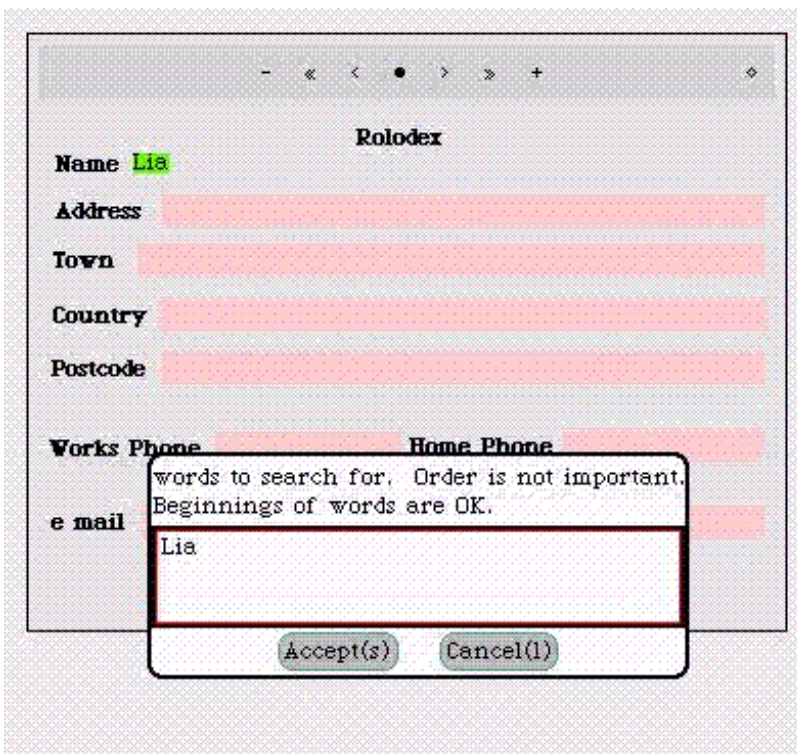 - « < ● > » + ◇
Rolodex
Name Lia
Address
Town
Country
Postcode
Works Phone Home Phone
e mail
words to search for. Order is not important.
Beginnings of words are OK.
Lia
Accept(s) Cancel(l)